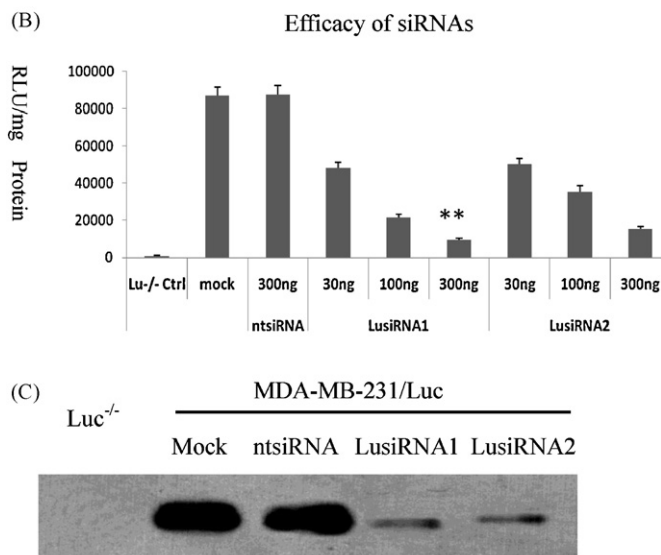 (B)
Efficacy of siRNAs
RLU/mg Protein
100000
80000
60000
40000
20000
0
**
Lu-/- Ctrl mock 300ng 30ng 100ng 300ng 30ng 100ng 300ng
ntsiRNA LusiRNA1 LusiRNA2
(C)
MDA-MB-231/Luc
Luc-/-
Mock ntsiRNA LusiRNA1 LusiRNA2